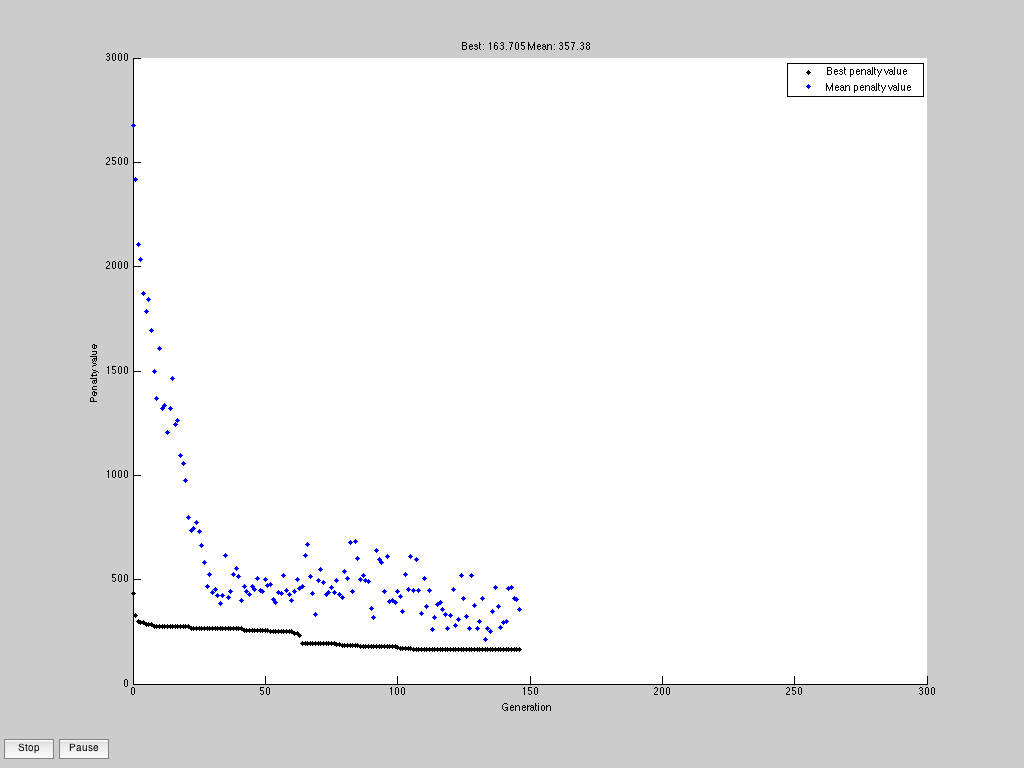 Best: 163.705 Mean: 357.38
3000
Best penalty value
Mean penalty value
2500
2000
1500
1000
500
0
Penalty value
0 50 100 150 200 250 300
Generation
Stop Pause